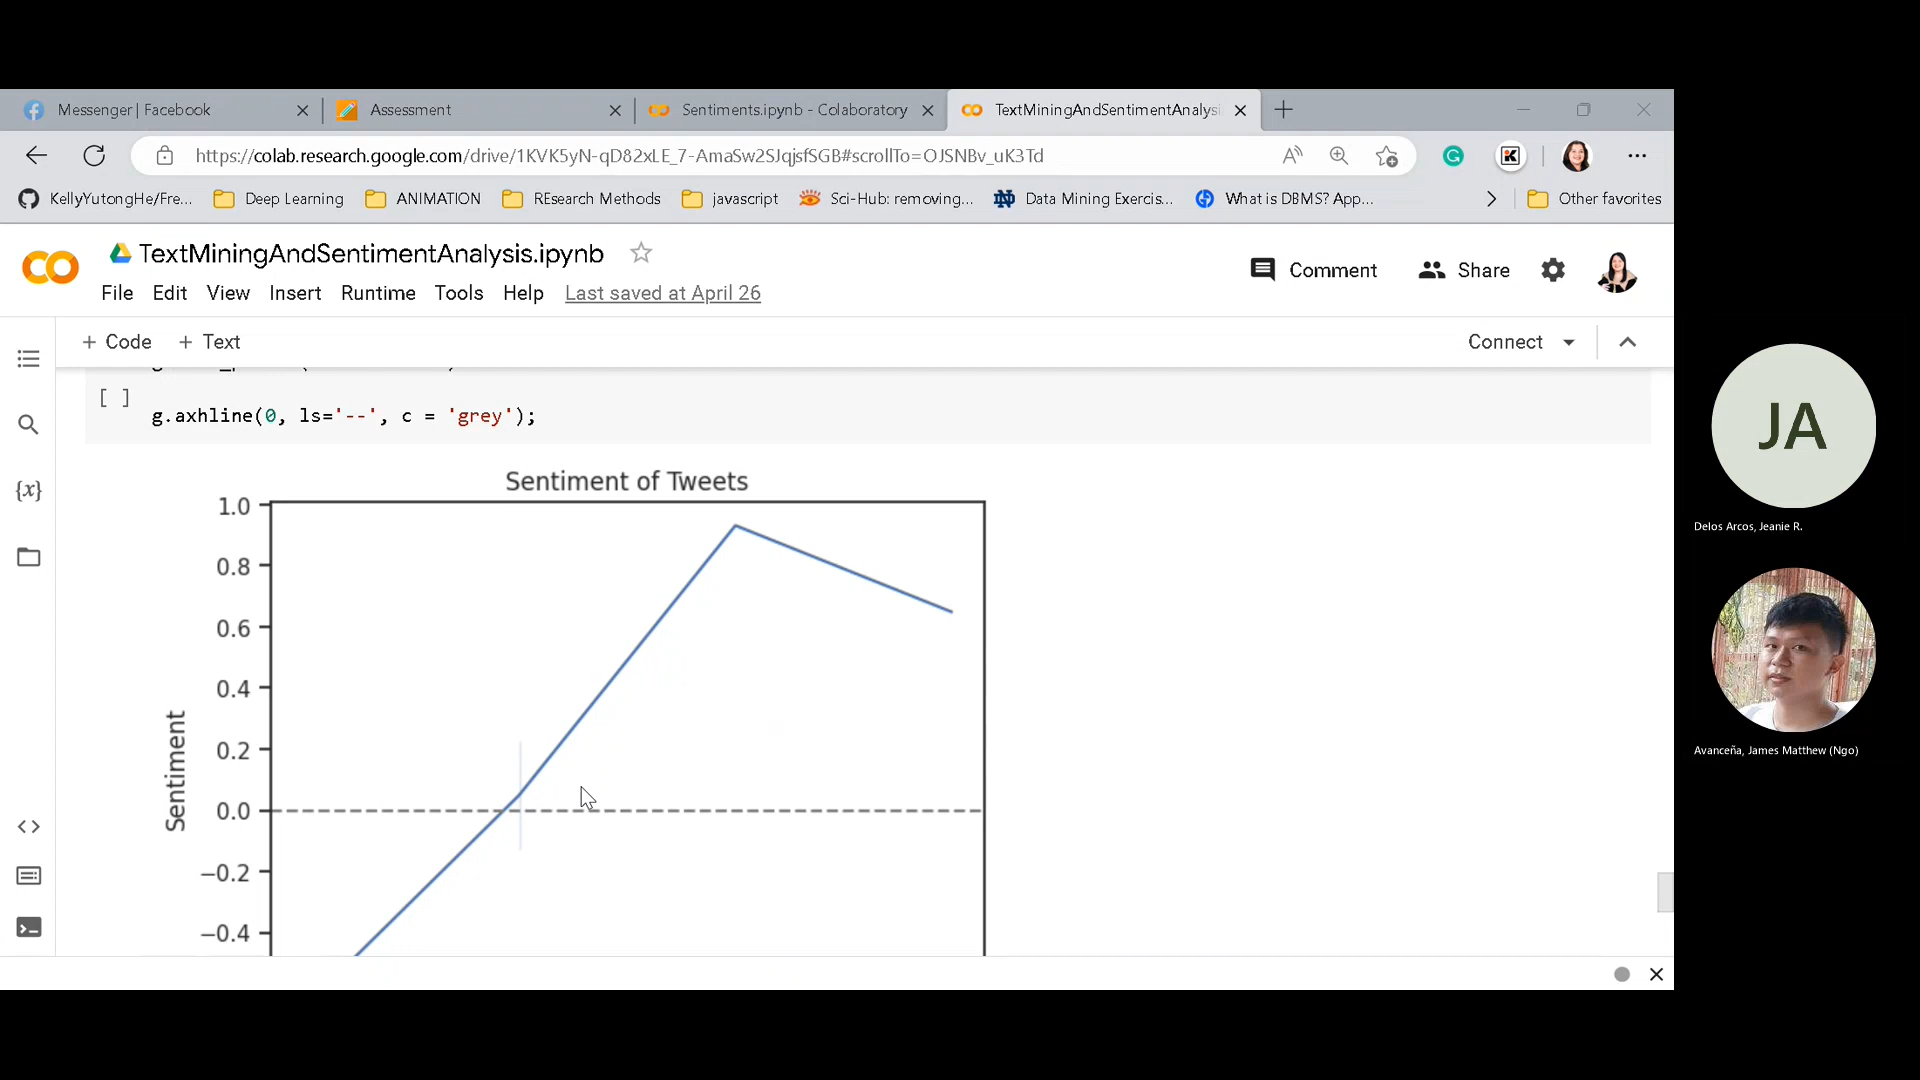 Messenger | Facebook
Assessment
Sentiments.ipynb - Colaboratory
TextMiningAndSentimentAnalysi
https://colab.research.google.com/drive/1KVK5yN-qD82xLE_7-AmaSw2SJqjsfSGB#scrollTo=OJSNBv_uK3Td
KellyYutongHe/Fre...
Deep Learning
ANIMATION
REsearch Methods
javascript
Sci-Hub: removing...
Data Mining Exercis...
What is DBMS? App...
Other favorites
TextMiningAndSentimentAnalysis.ipynb
File Edit View Insert Runtime Tools Help Last saved at April 26
Comment
Share
+ Code + Text
Connect
[ ]
g.axhline(0, ls='--', c = 'grey');
Sentiment of Tweets
1.0
0.8
0.6
0.4
0.2
0.0
−0.2
−0.4
Sentiment
JA
Delos Arcos, Jeanie R.
Avanceña, James Matthew (Ngo)